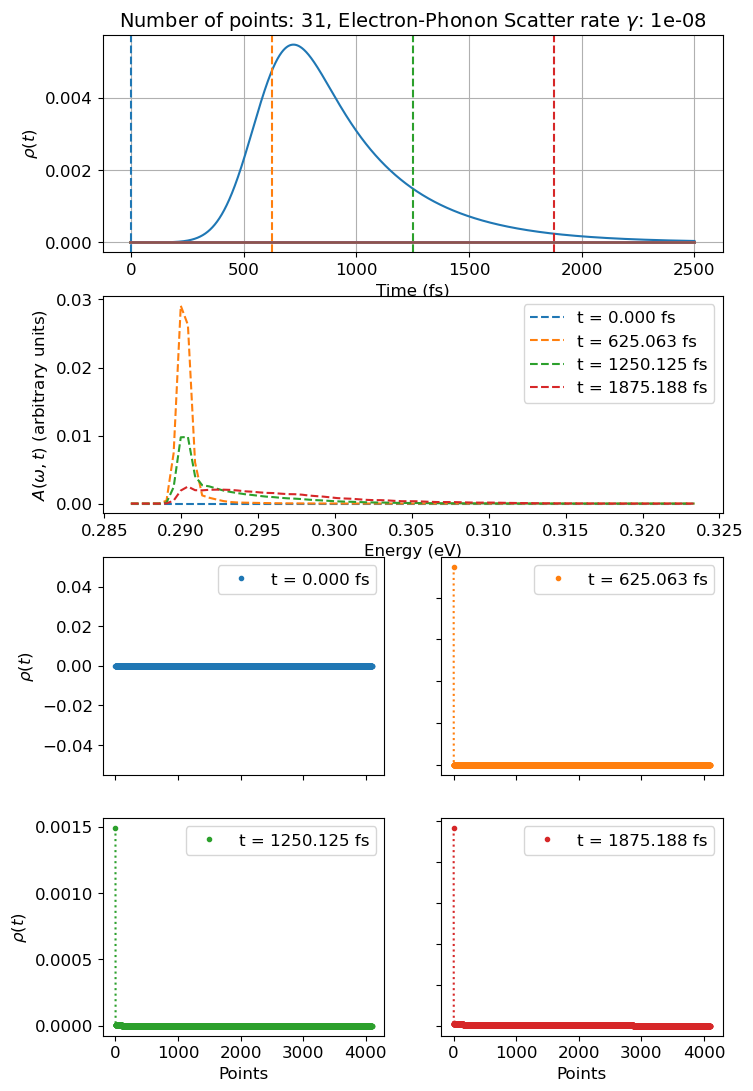 Number of points: 31, Electron-Phonon Scatter rate γ: 1e-08
0.004
0.002
0.000
ρ(t)
0 500 1000 1500 2000 2500
Time (fs)
0.03
0.02
0.01
0.00
A(ω, t) (arbitrary units)
t = 0.000 fs
t = 625.063 fs
t = 1250.125 fs
t = 1875.188 fs
0.285 0.290 0.295 0.300 0.305 0.310 0.315 0.320 0.325
Energy (eV)
0.04
0.02
0.00
−0.02
−0.04
ρ(t)
t = 0.000 fs
t = 625.063 fs
0.0015
0.0010
0.0005
0.0000
ρ(t)
t = 1250.125 fs
0 1000 2000 3000 4000
Points
t = 1875.188 fs
0 1000 2000 3000 4000
Points